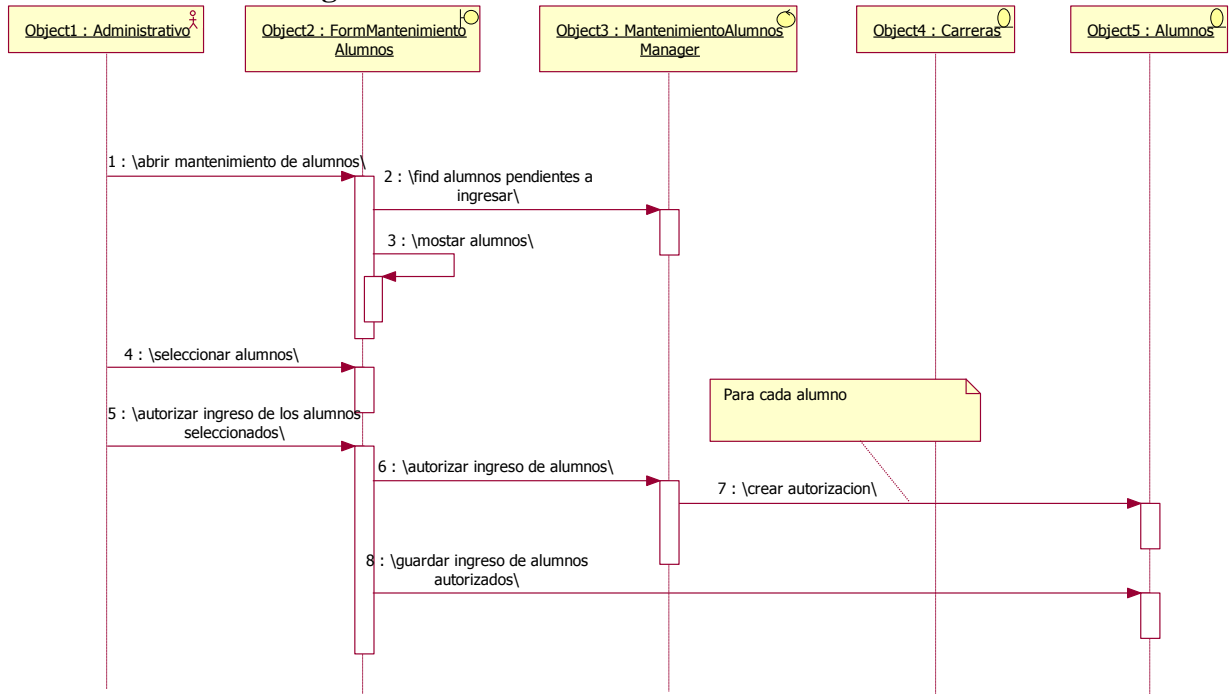 Object1 : Administrativo
Object2 : FormMantenimiento
Alumnos
Object3 : MantenimientoAlumnos
Manager
Object4 : Carreras
Object5 : Alumnos
1 : \abrir mantenimiento de alumnos\
2 : \find alumnos pendientes a
ingresar\
3 : \mostar alumnos\
4 : \seleccionar alumnos\
Para cada alumno
5 : \autorizar ingreso de los alumnos
seleccionados\
6 : \autorizar ingreso de alumnos\
7 : \crear autorizacion\
8 : \guardar ingreso de alumnos
autorizados\